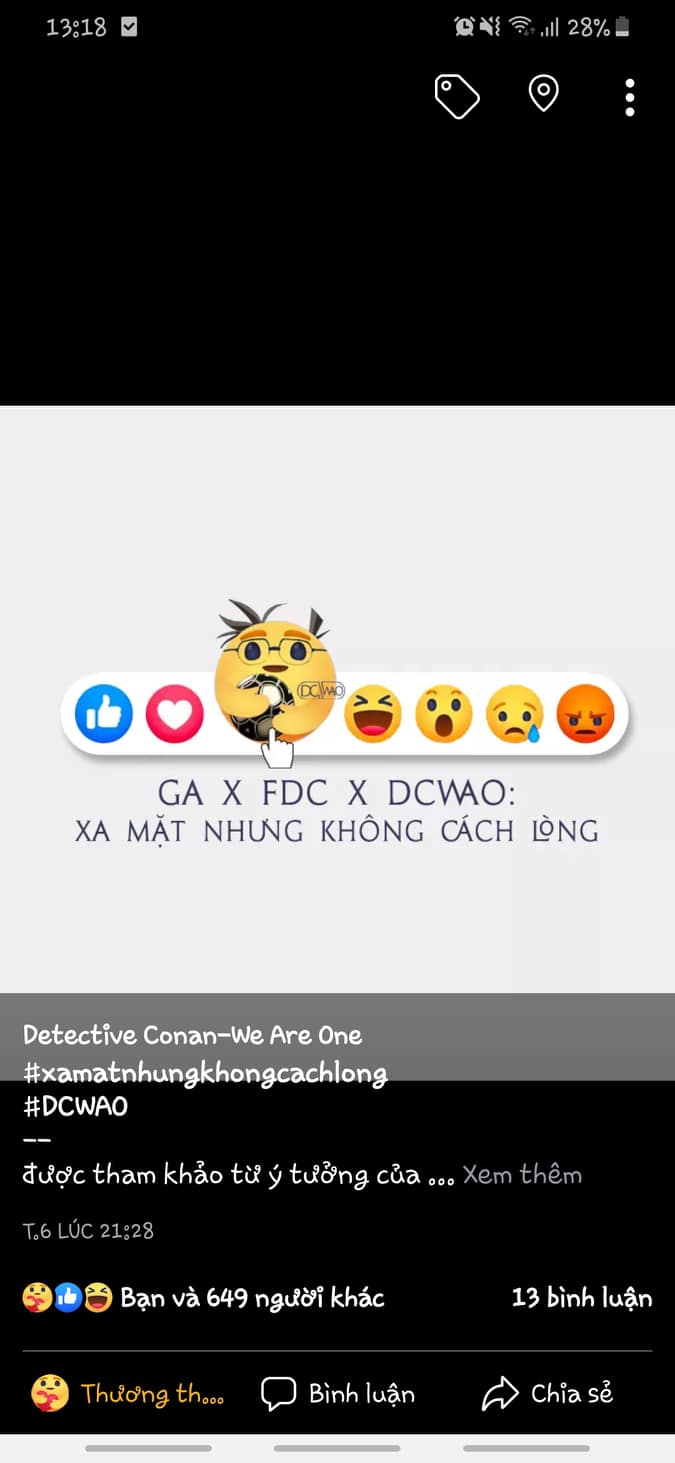 13:18
28%
DCWAO
GA X FDC X DCWAO:
XA MẶT NHƯNG KHÔNG CÁCH LÒNG
Detective Conan-We Are One
#xamatnhungkhongcachlong
#DCWAO
--
được tham khảo từ ý tưởng của ... Xem thêm
T.6 LÚC 21:28
Bạn và 649 người khác
13 bình luận
Thương th...
Bình luận
Chia sẻ